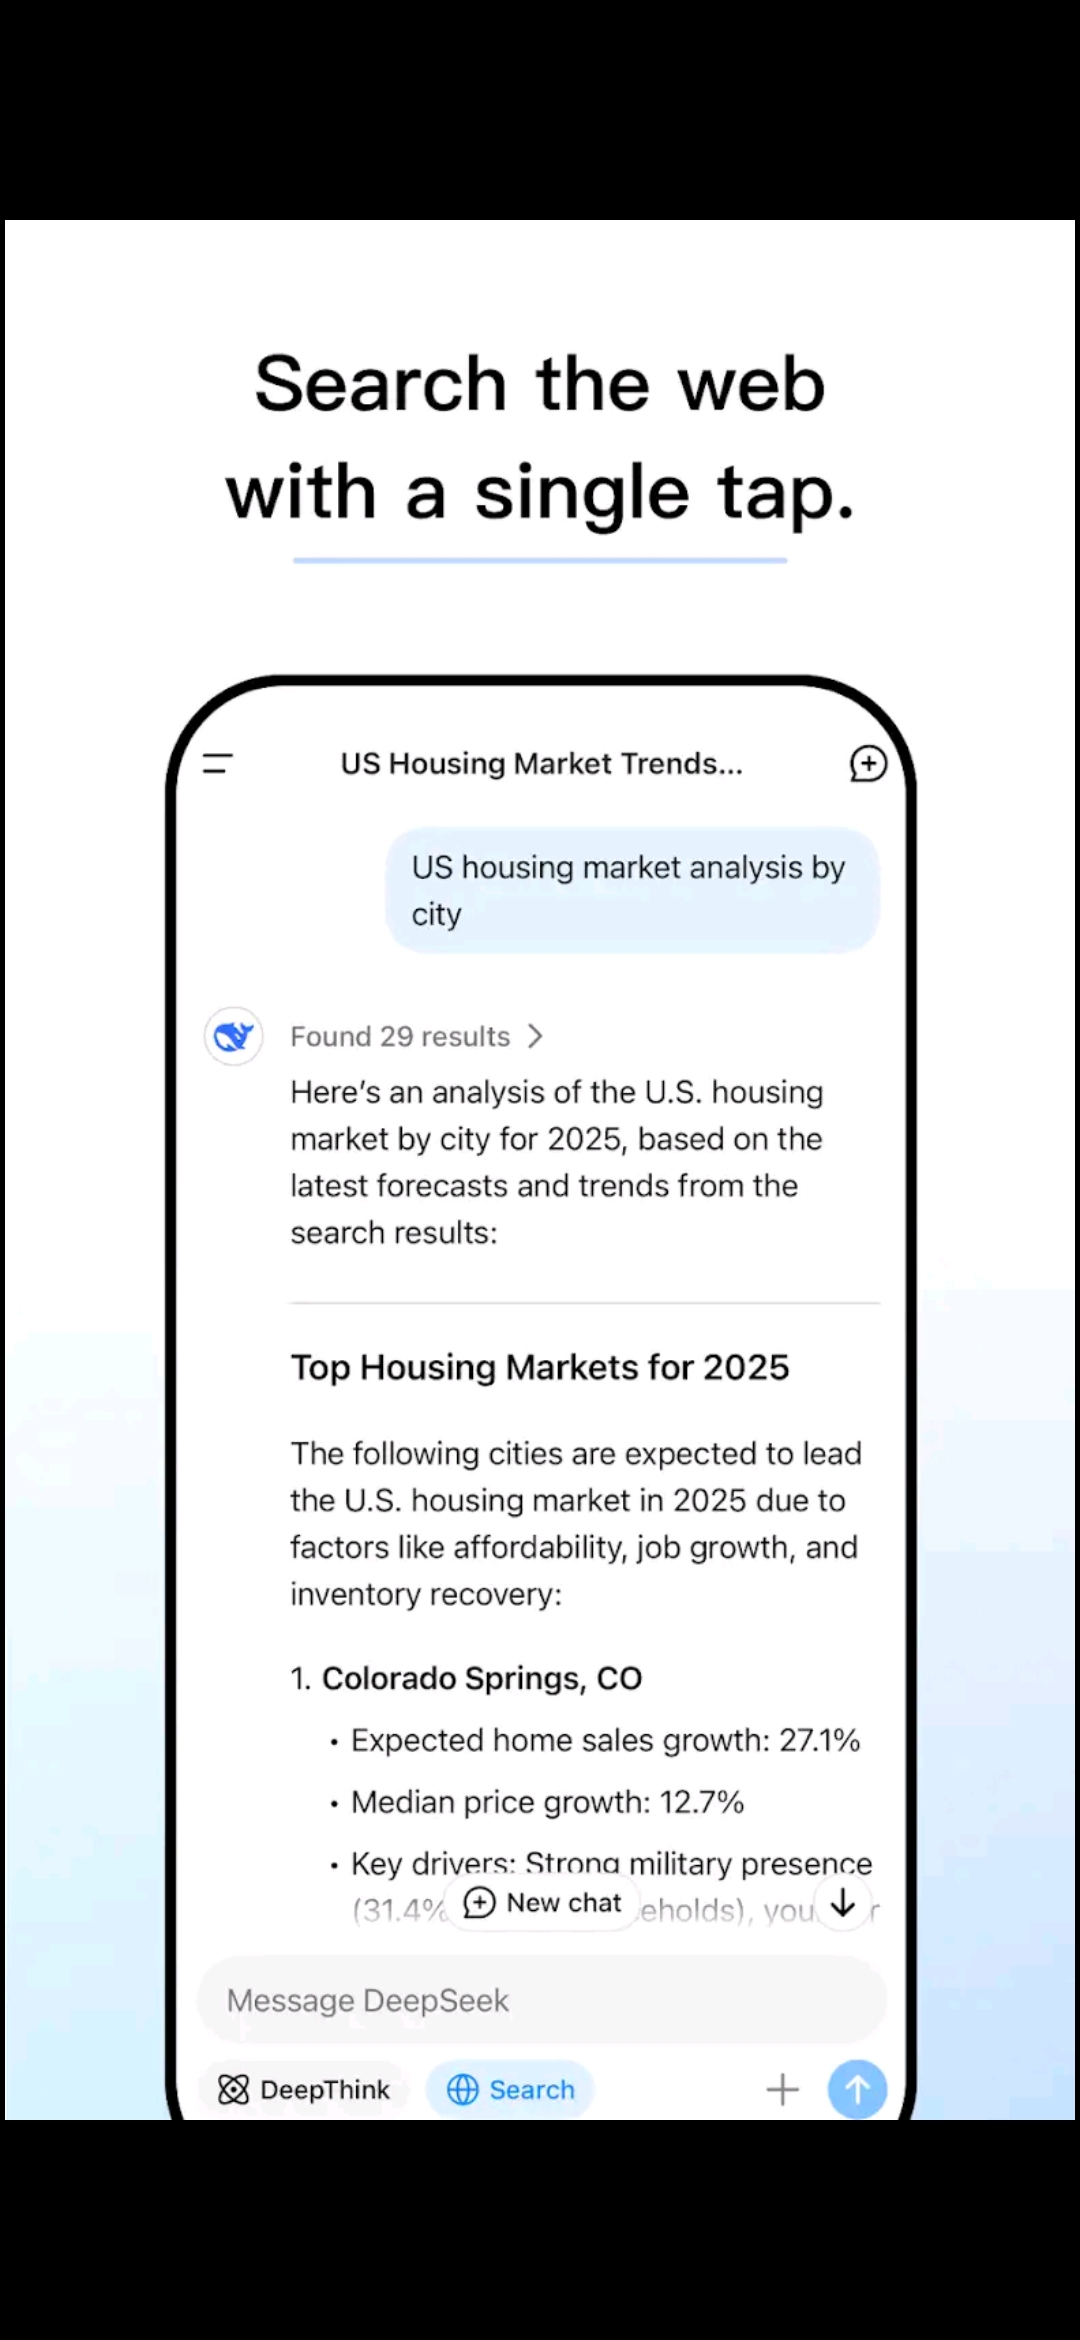 Search the web
with a single tap.
US Housing Market Trends...
US housing market analysis by
city
Found 29 results
Here's an analysis of the U.S. housing
market by city for 2025, based on the
latest forecasts and trends from the
search results:
Top Housing Markets for 2025
The following cities are expected to lead
the U.S. housing market in 2025 due to
factors like affordability, job growth, and
inventory recovery:
1. Colorado Springs, CO
• Expected home sales growth: 27.1%
• Median price growth: 12.7%
• Key drivers: Strong military presence
(31.4%
New chat
Message DeepSeek
DeepThink
Search